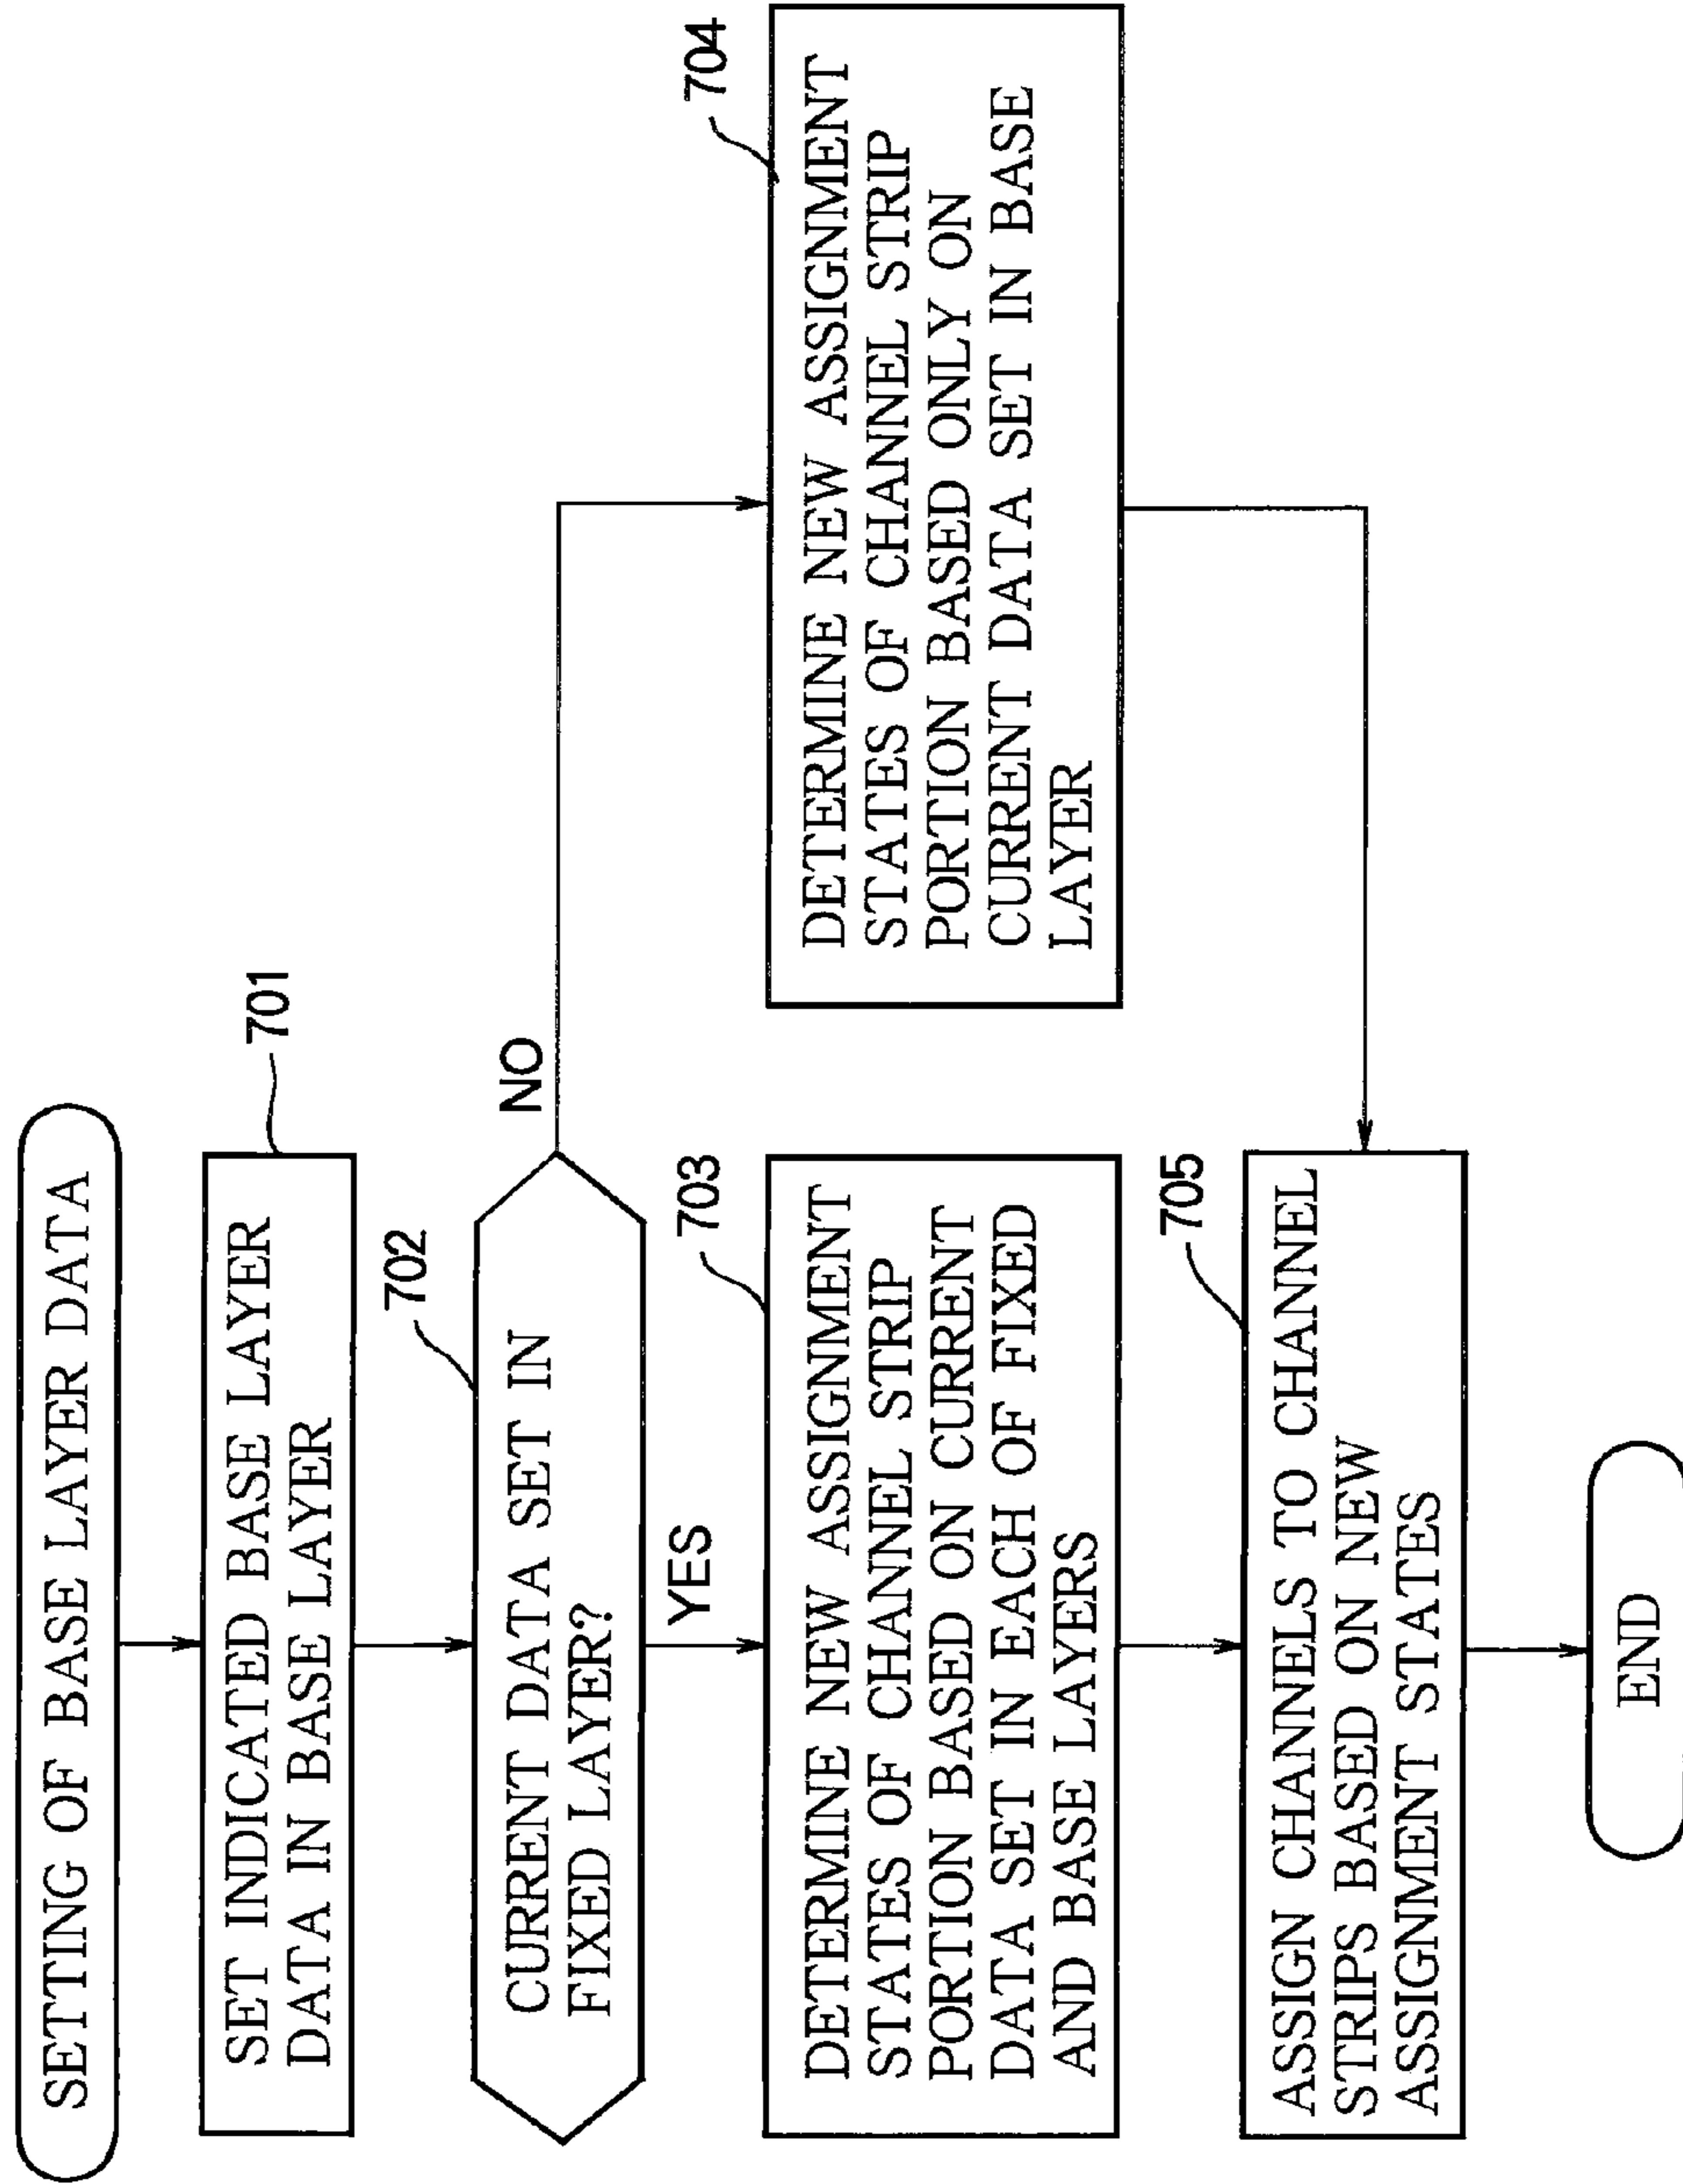 SETTING OF BASE LAYER DATA
701
SET INDICATED BASE LAYER
DATA IN BASE LAYER
702
CURRENT DATA SET IN
FIXED LAYER?
NO
YES
703
DETERMINE NEW ASSIGNMENT
STATES OF CHANNEL STRIP
PORTION BASED ON CURRENT
DATA SET IN EACH OF FIXED
AND BASE LAYERS
704
DETERMINE NEW ASSIGNMENT
STATES OF CHANNEL STRIP
PORTION BASED ONLY ON
CURRENT DATA SET IN BASE
LAYER
705
ASSIGN CHANNELS TO CHANNEL
STRIPS BASED ON NEW
ASSIGNMENT STATES
END